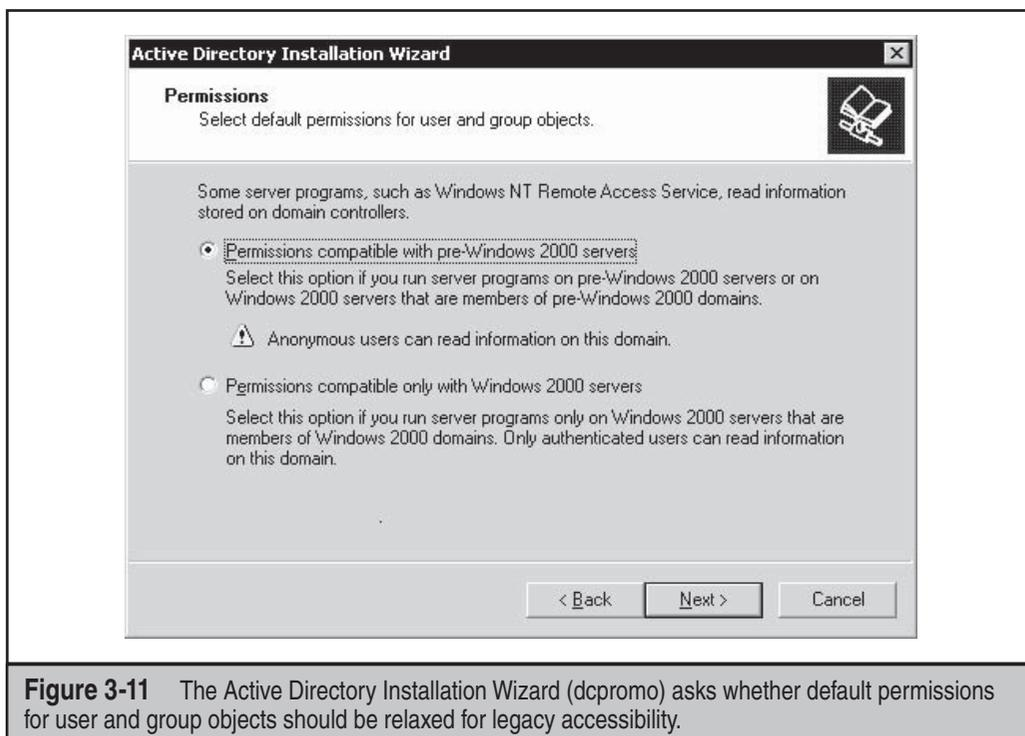 Active Directory Installation Wizard
Permissions
Select default permissions for user and group objects.
Some server programs, such as Windows NT Remote Access Service, read information
stored on domain controllers.
Permissions compatible with pre-Windows 2000 servers
Select this option if you run server programs on pre-Windows 2000 servers or on
Windows 2000 servers that are members of pre-Windows 2000 domains.
Anonymous users can read information on this domain.
Permissions compatible only with Windows 2000 servers
Select this option if you run server programs only on Windows 2000 servers that are
members of Windows 2000 domains. Only authenticated users can read information
on this domain.
< Back Next > Cancel
Figure 3-11 The Active Directory Installation Wizard (dcpromo) asks whether default permissions
for user and group objects should be relaxed for legacy accessibility.